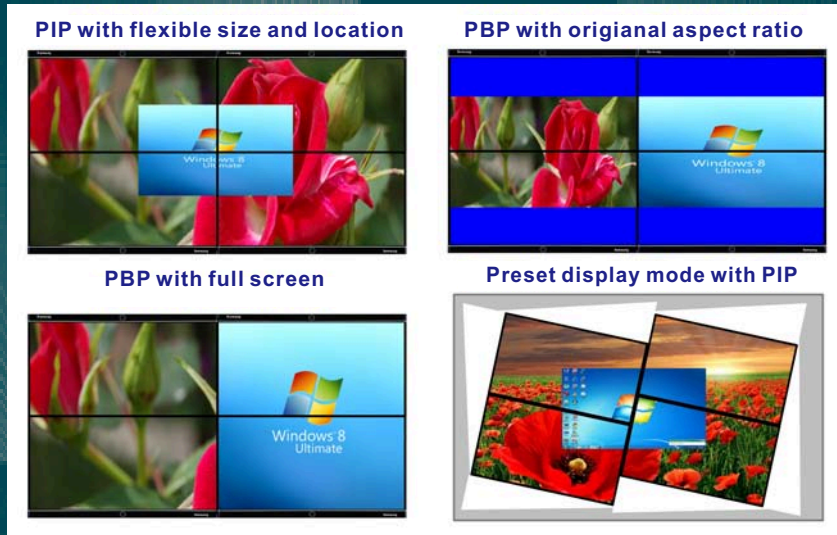 PIP with flexible size and location
Windows 8
Ultimate
PBP with origianal aspect ratio
Windows 8
Ultimate
PBP with full screen
Windows 8
Ultimate
Preset display mode with PIP